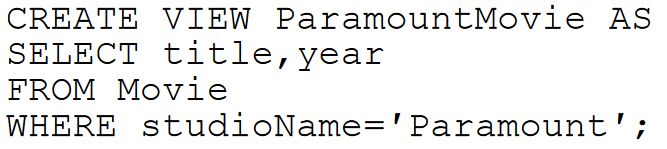 CREATE VIEW ParamountMovie AS
SELECT title,year
FROM Movie
WHERE studioName='Paramount';